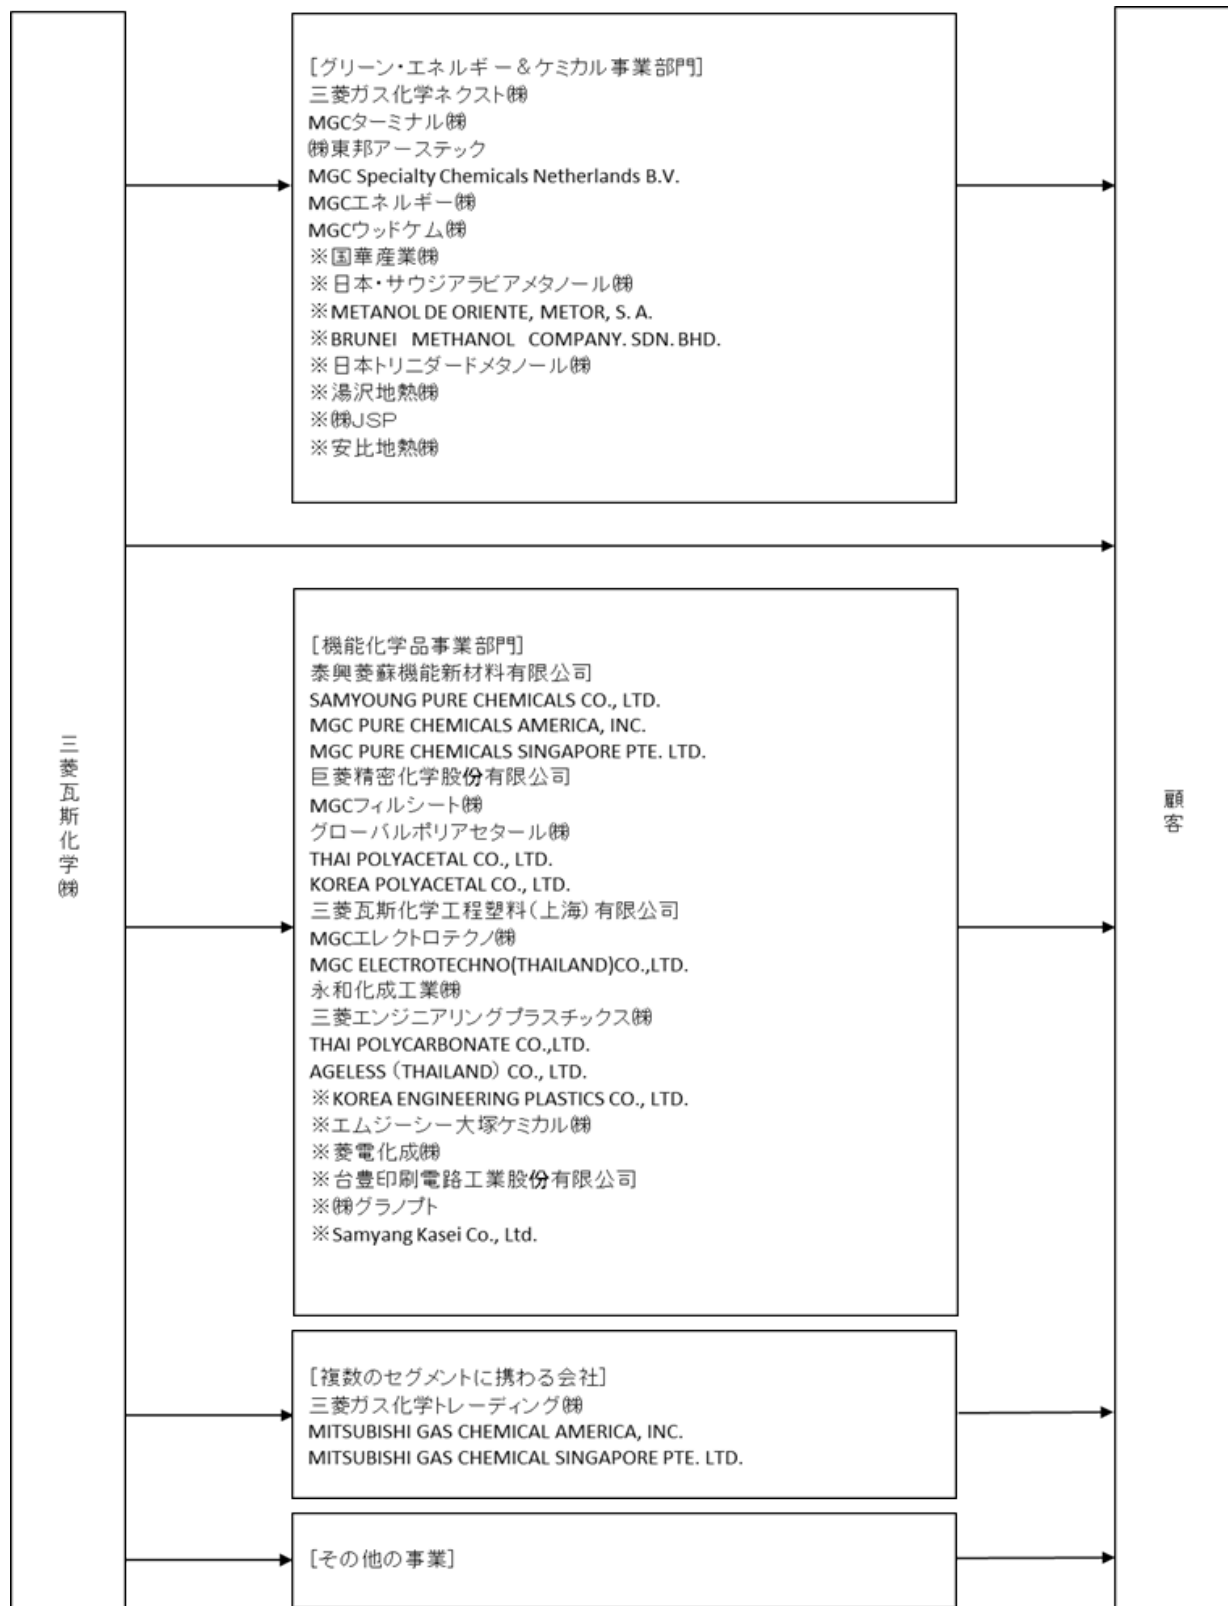 三菱瓦斯化学㈱
[グリーン・エネルギー＆ケミカル事業部門]
三菱ガス化学ネクスト㈱
MGCターミナル㈱
㈱東邦アーステック
MGC Specialty Chemicals Netherlands B.V.
MGCエネルギー㈱
MGCウッドケム㈱
※国華産業㈱
※日本・サウジアラビアメタノール㈱
※METANOL DE ORIENTE, METOR, S. A.
※BRUNEI METHANOL COMPANY. SDN. BHD.
※日本トリニダードメタノール㈱
※湯沢地熱㈱
※㈱JSP
※安比地熱㈱
[機能化学品事業部門]
泰興菱蘇機能新材料有限公司
SAMYOUNG PURE CHEMICALS CO., LTD.
MGC PURE CHEMICALS AMERICA, INC.
MGC PURE CHEMICALS SINGAPORE PTE. LTD.
巨菱精密化学股份有限公司
MGCフィルシート㈱
グローバルポリアセタール㈱
THAI POLYACETAL CO., LTD.
KOREA POLYACETAL CO., LTD.
三菱瓦斯化学工程塑料（上海）有限公司
MGCエレクトロテクノ㈱
MGC ELECTROTECHNO(THAILAND)CO.,LTD.
永和化成工業㈱
三菱エンジニアリングプラスチックス㈱
THAI POLYCARBONATE CO.,LTD.
AGELESS（THAILAND）CO., LTD.
※KOREA ENGINEERING PLASTICS CO., LTD.
※エムジーシー大塚ケミカル㈱
※菱電化成㈱
※台豊印刷電路工業股份有限公司
※㈱グラノプト
※Samyang Kasei Co., Ltd.
[複数のセグメントに携わる会社]
三菱ガス化学トレーディング㈱
MITSUBISHI GAS CHEMICAL AMERICA, INC.
MITSUBISHI GAS CHEMICAL SINGAPORE PTE. LTD.
[その他の事業]
顧客